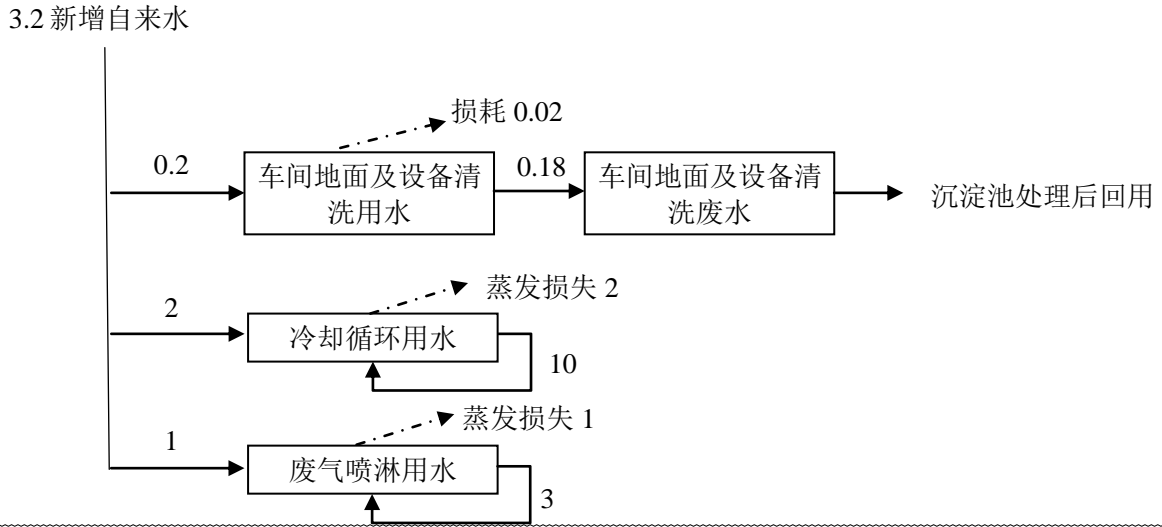 3.2 新增自来水
损耗 0.02
0.2
车间地面及设备清
洗用水
0.18
车间地面及设备清
洗废水
沉淀池处理后回用
蒸发损失 2
2
冷却循环用水
10
蒸发损失 1
1
废气喷淋用水
3